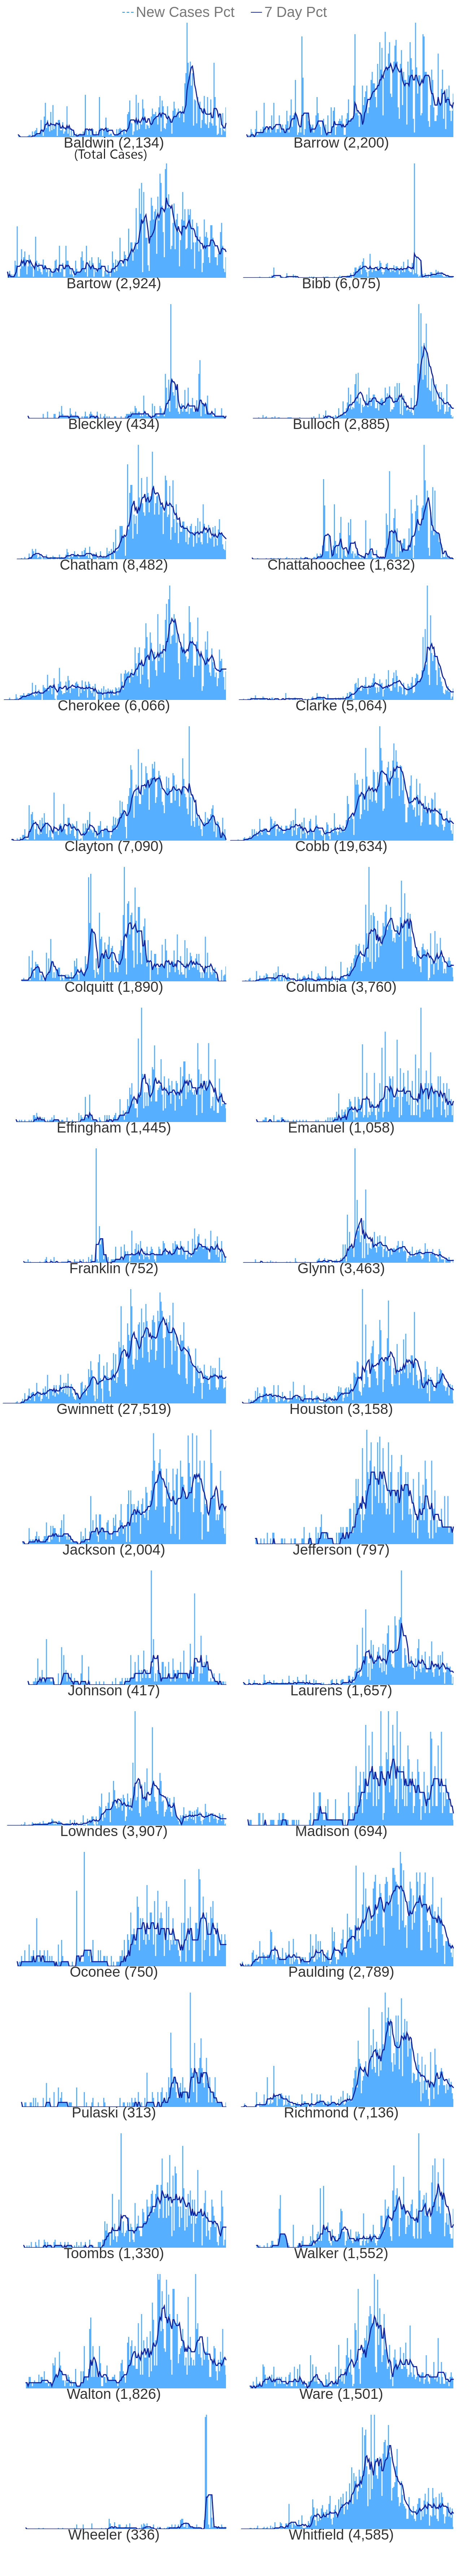 New Cases Pct 7 Day Pct
Baldwin (2,134) Barrow (2,200)
(Total Cases)
Bartow (2,924) Bibb (6,075)
Bleckley (434) Bulloch (2,885)
Chatham (8,482) Chattahoochee (1,632)
Cherokee (6,066) Clarke (5,064)
Clayton (7,090) Cobb (19,634)
Colquitt (1,890) Columbia (3,760)
Effingham (1,445) Emanuel (1,058)
Franklin (752) Glynn (3,463)
Gwinnett (27,519) Houston (3,158)
Jackson (2,004) Jefferson (797)
Johnson (417) Laurens (1,657)
Lowndes (3,907) Madison (694)
Oconee (750) Paulding (2,789)
Pulaski (313) Richmond (7,136)
Toombs (1,330) Walker (1,552)
Walton (1,826) Ware (1,501)
Wheeler (336) Whitfield (4,585)